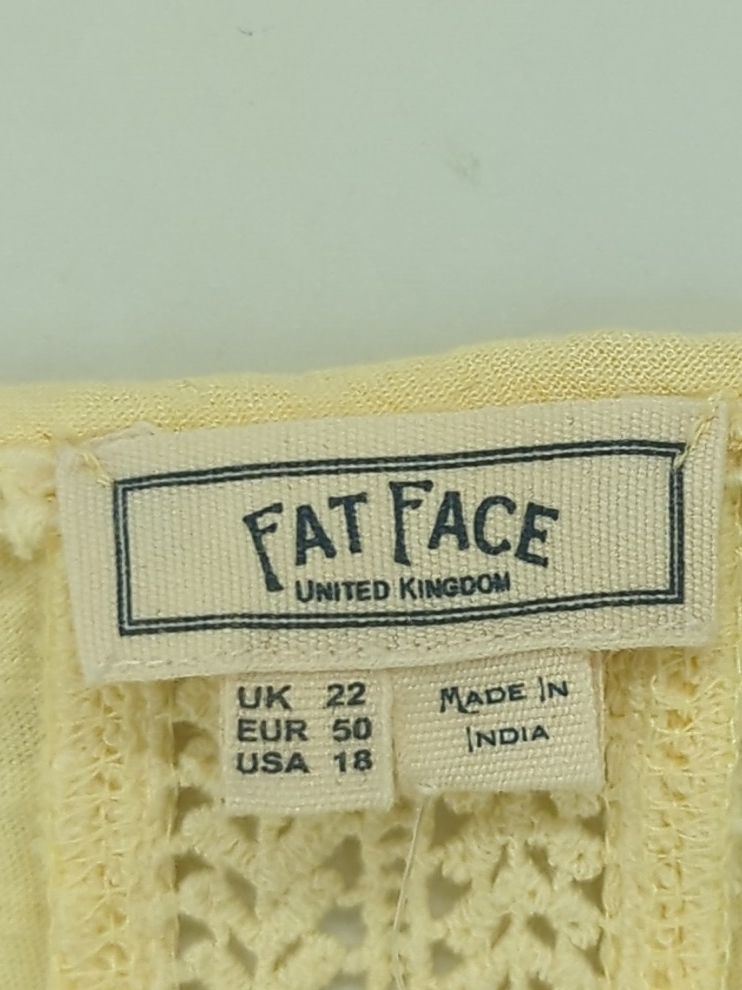 FAT FACE
UNITED KINGDOM
UK 22
EUR 50
USA 18
MADE IN
INDIA